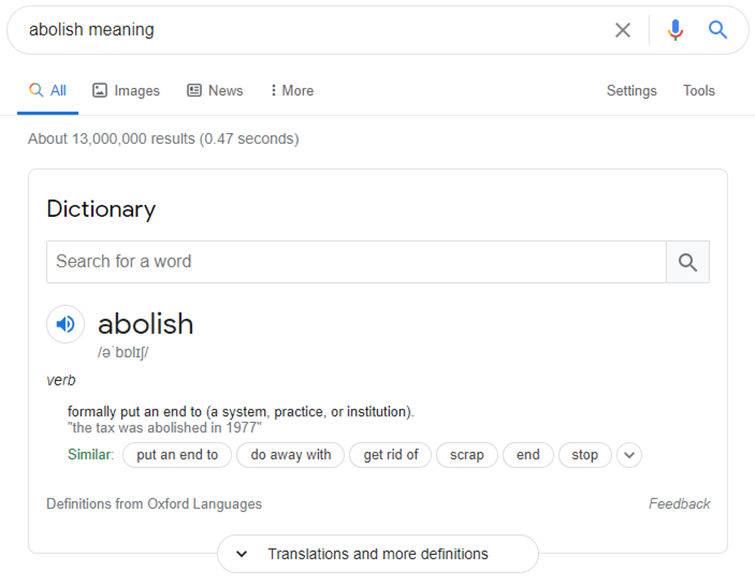 abolish meaning
All Images News More Settings Tools
About 13,000,000 results (0.47 seconds)
Dictionary
Search for a word
abolish
/əˈbɒlɪʃ/
verb
formally put an end to (a system, practice, or institution).
"the tax was abolished in 1977"
Similar: put an end to do away with get rid of scrap end stop
Definitions from Oxford Languages Feedback
Translations and more definitions